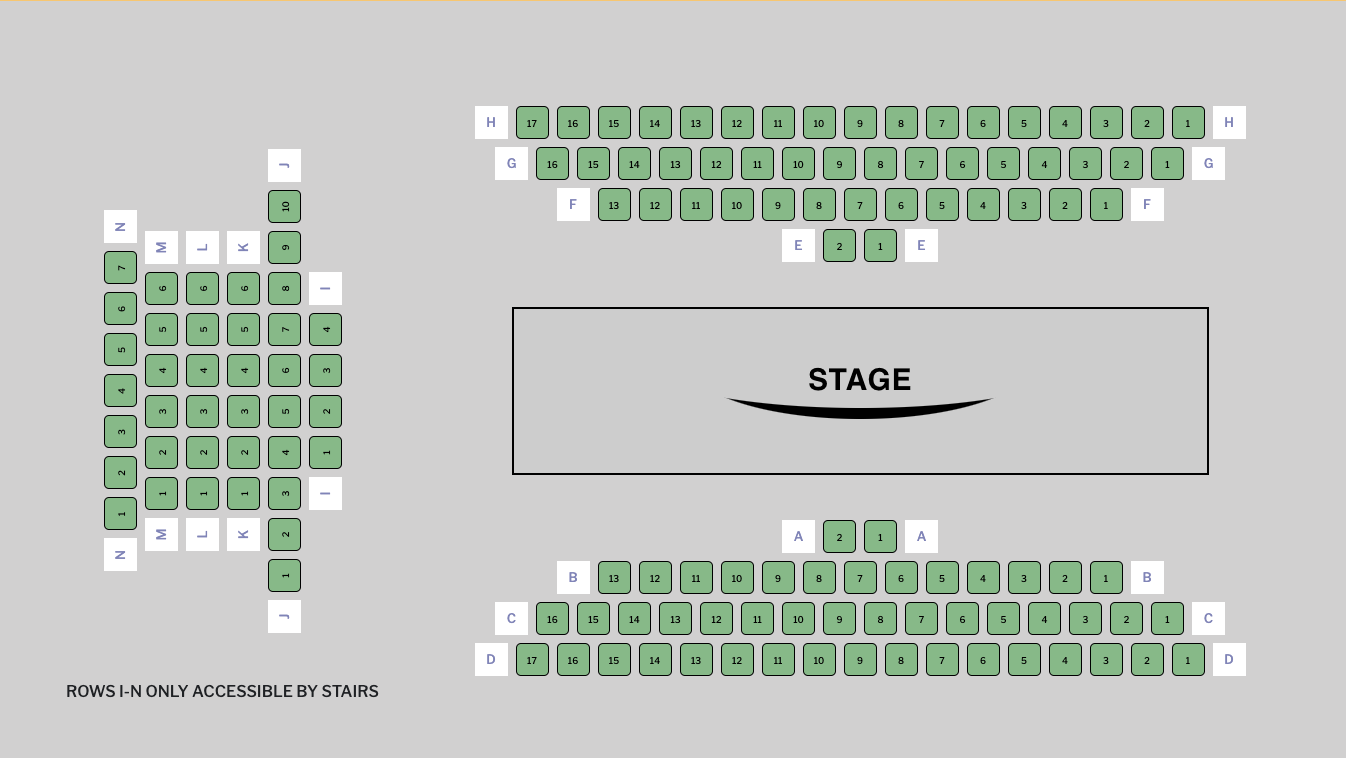 H 17 16 15 14 13 12 11 10 9 8 7 6 5 4 3 2 1 H
G 16 15 14 13 12 11 10 9 8 7 6 5 4 3 2 1 G
F 13 12 11 10 9 8 7 6 5 4 3 2 1 F
E 2 1 E
N 7 6 5 4 3 2 1 N
M 6 5 4 3 2 1 M
L 6 5 4 3 2 1 L
K 6 5 4 3 2 1 K
J 10 9 8 7 6 5 4 3 2 1 J
I 4 3 2 1 I
STAGE
A 2 1 A
B 13 12 11 10 9 8 7 6 5 4 3 2 1 B
C 16 15 14 13 12 11 10 9 8 7 6 5 4 3 2 1 C
D 17 16 15 14 13 12 11 10 9 8 7 6 5 4 3 2 1 D
ROWS I-N ONLY ACCESSIBLE BY STAIRS